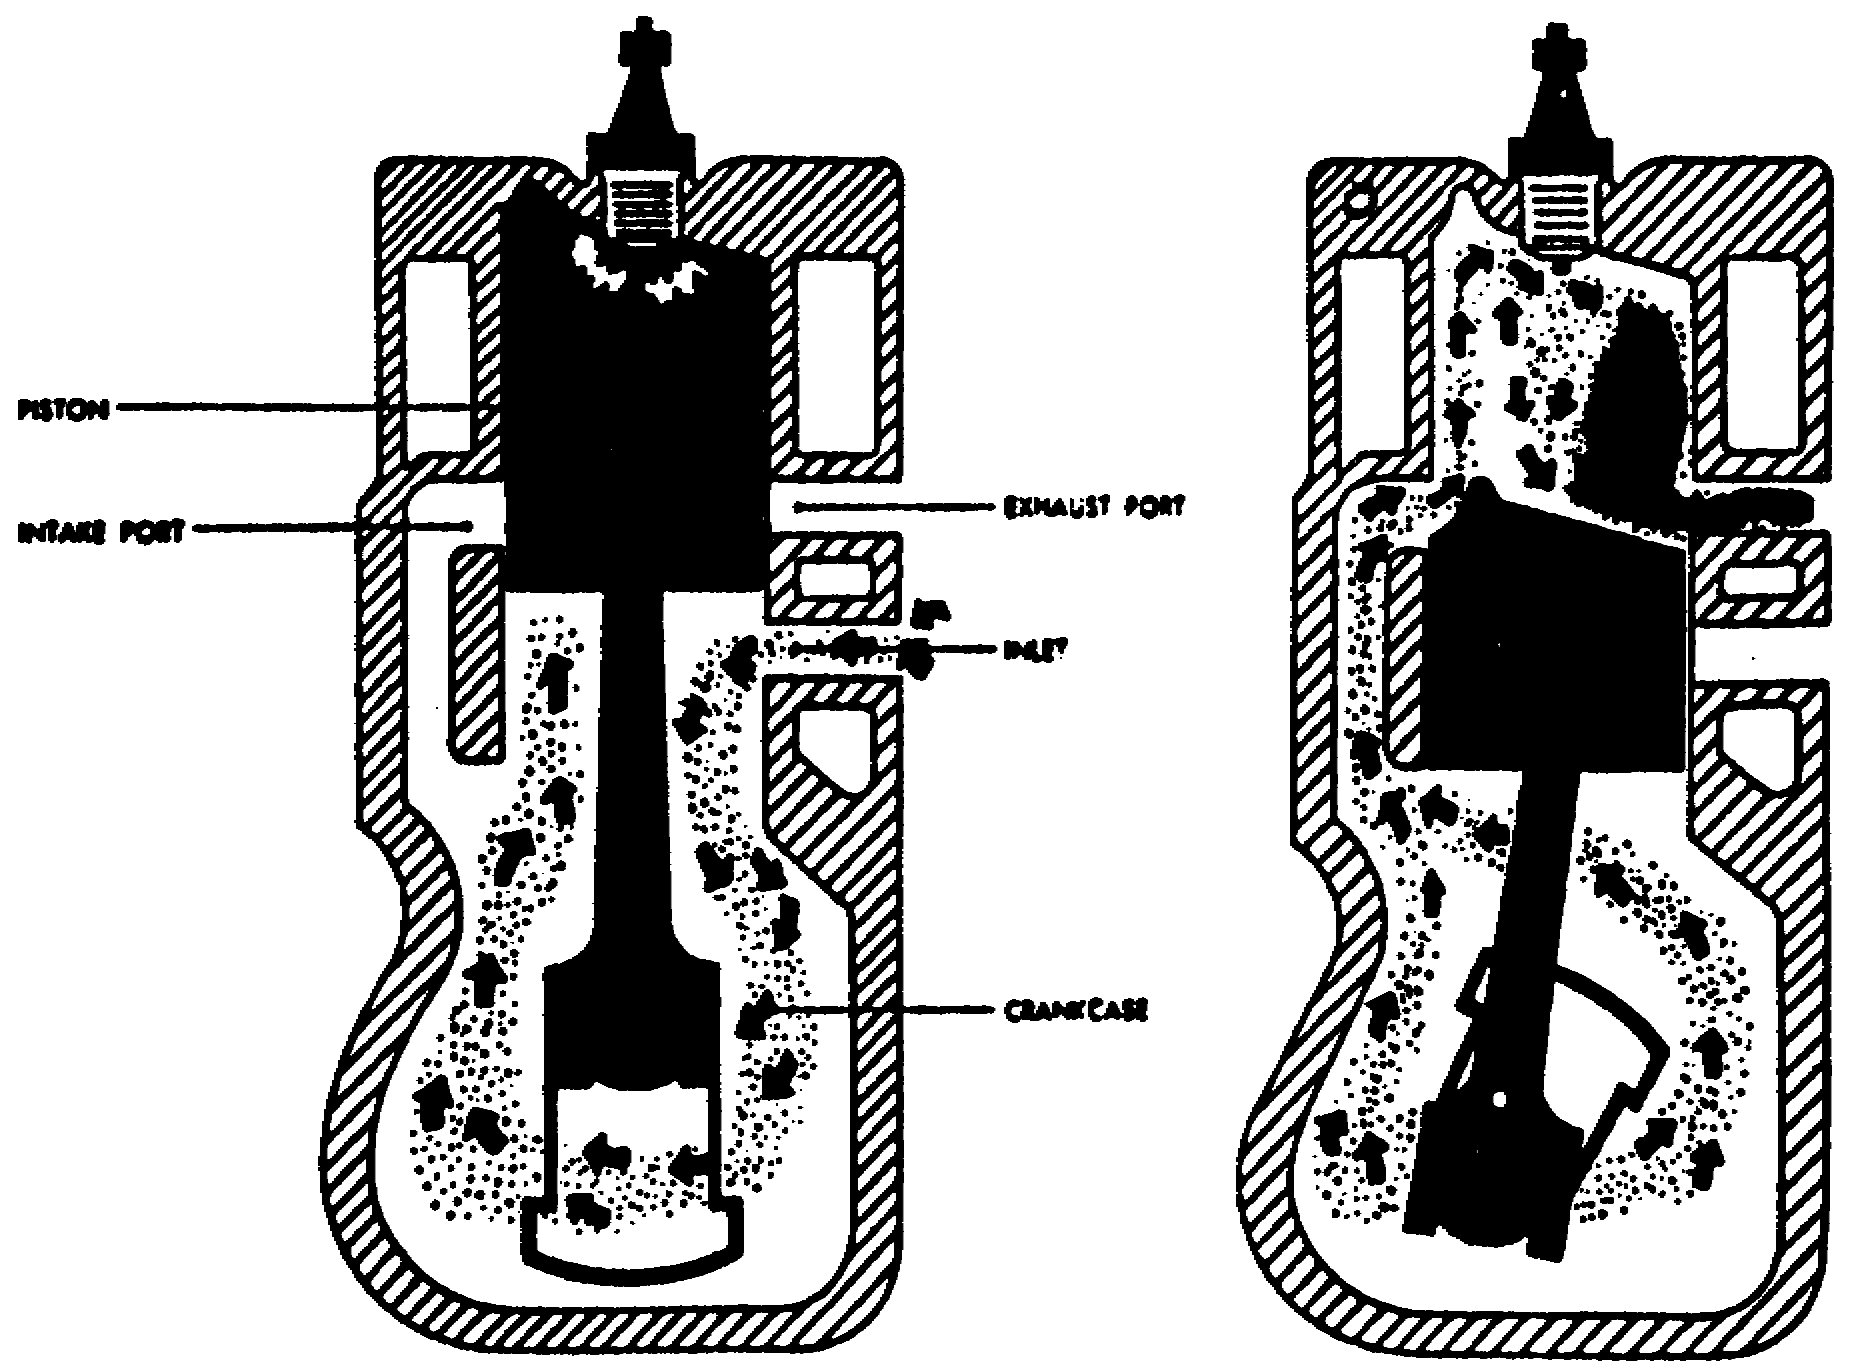 PISTON
INTAKE PORT
EXHAUST PORT
INLET
CRANKCASE